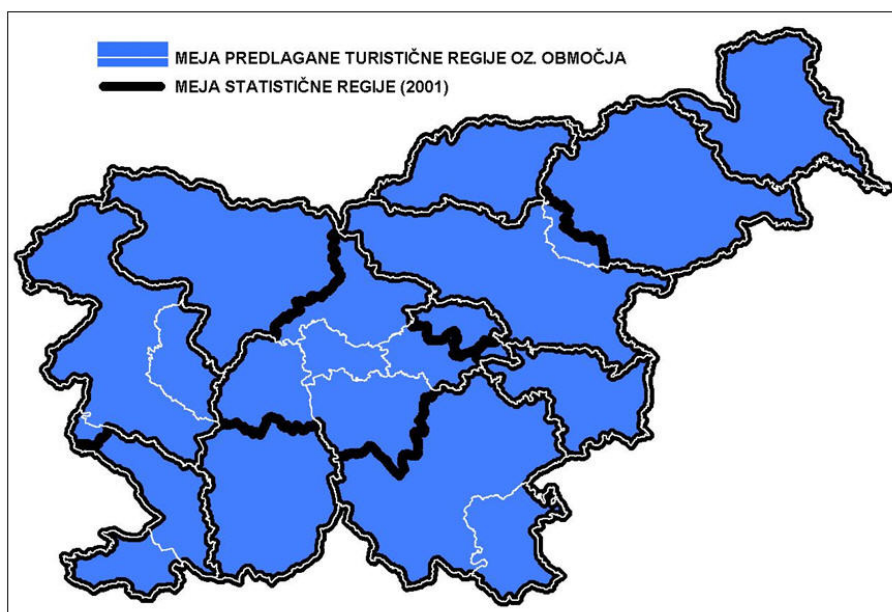 MEJA PREDLAGANE TURISTIČNE REGIJE OZ. OBMOČJA
MEJA STATISTIČNE REGIJE (2001)